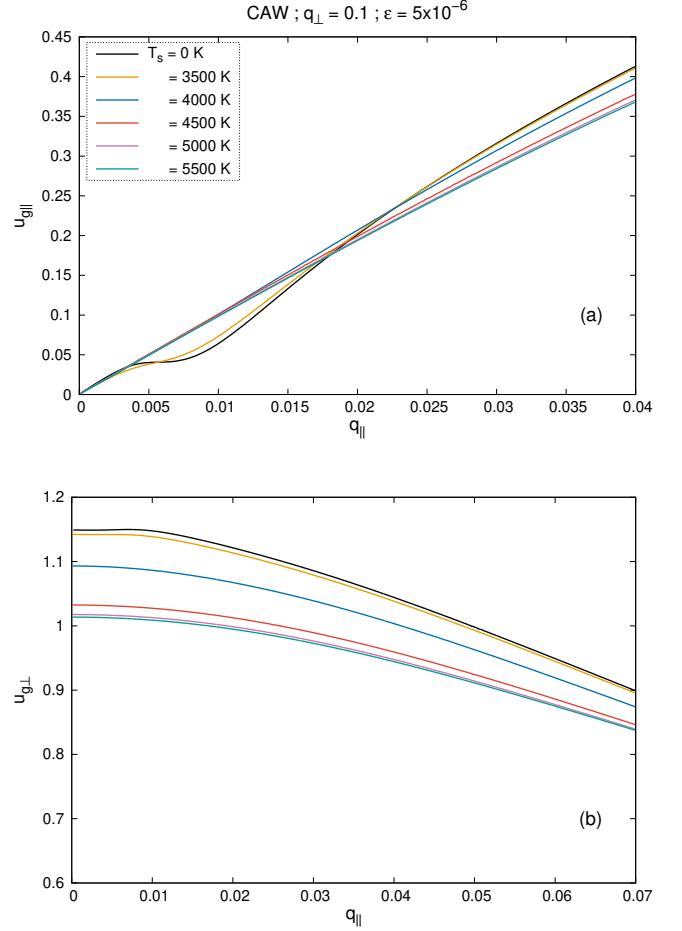 CAW ; q⊥ = 0.1 ; ε = 5x10⁻⁶
0.45
0.4
0.35
0.3
0.25
0.2
0.15
0.1
0.05
0
u_g||
Tₛ = 0 K
= 3500 K
= 4000 K
= 4500 K
= 5000 K
= 5500 K
(a)
0 0.005 0.01 0.015 0.02 0.025 0.03 0.035 0.04
q||
1.2
1.1
1
0.9
0.8
0.7
0.6
u_g⊥
(b)
0 0.01 0.02 0.03 0.04 0.05 0.06 0.07
q||